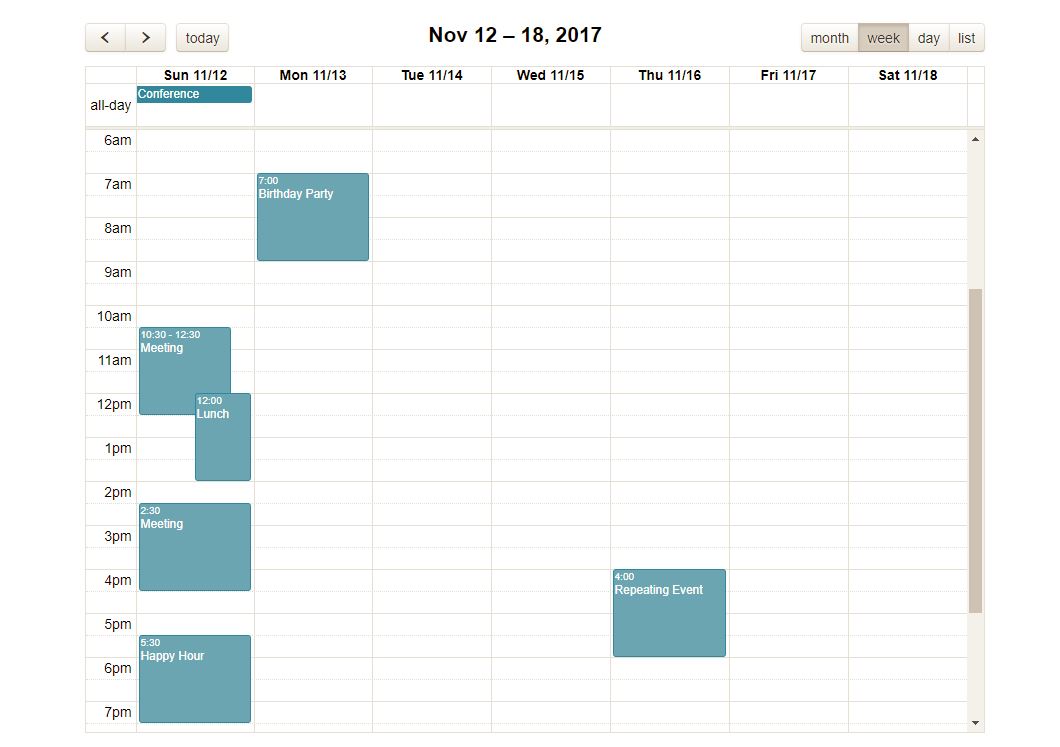 today
Nov 12 – 18, 2017
month week day list
Sun 11/12 Mon 11/13 Tue 11/14 Wed 11/15 Thu 11/16 Fri 11/17 Sat 11/18
all-day
Conference
6am
7am
7:00
Birthday Party
8am
9am
10am
10:30 - 12:30
Meeting
11am
12pm
12:00
Lunch
1pm
2pm
2:30
Meeting
3pm
4pm
4:00
Repeating Event
5pm
5:30
Happy Hour
6pm
7pm